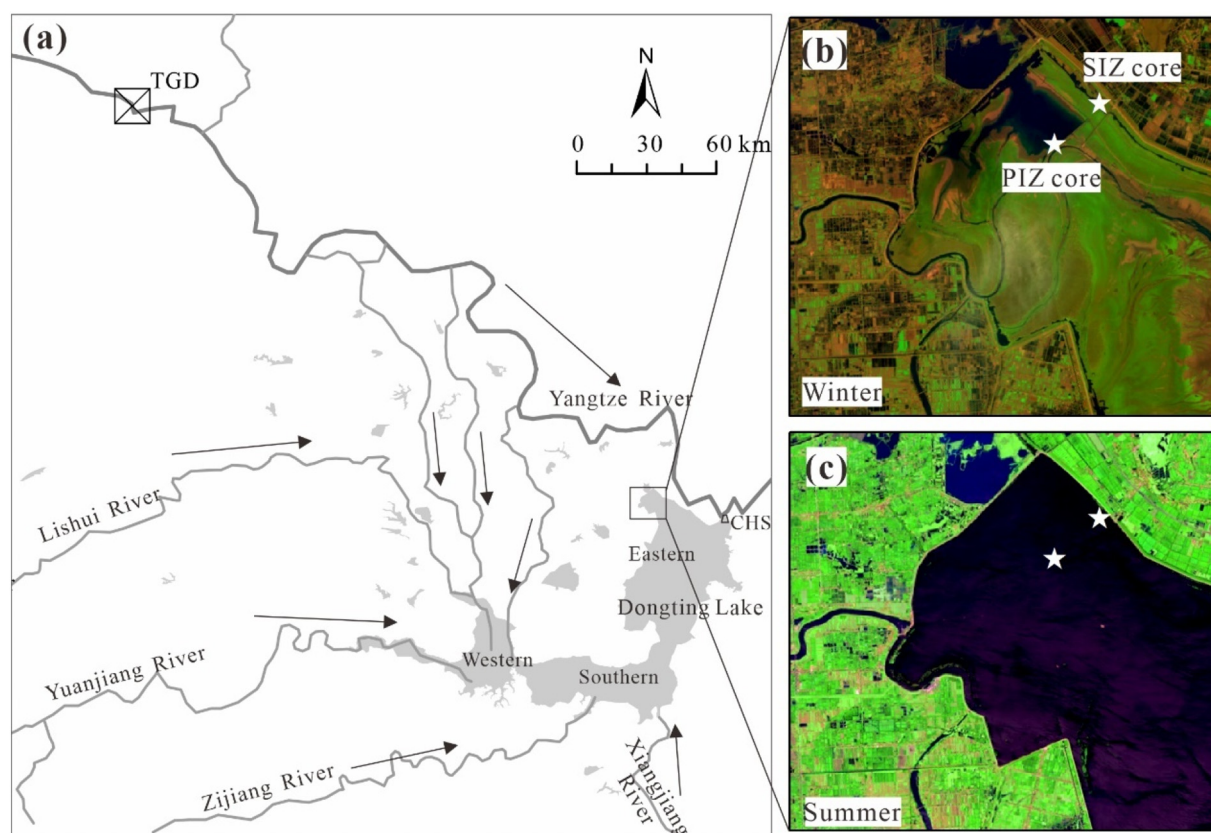 (a)
TGD
N
0 30 60 km
Yangtze River
Lishui River
CHS
Eastern
Dongting Lake
Yuanjiang River
Western
Southern
Zijiang River
Xiangjiang
River
(b)
SIZ core
PIZ core
Winter
(c)
Summer